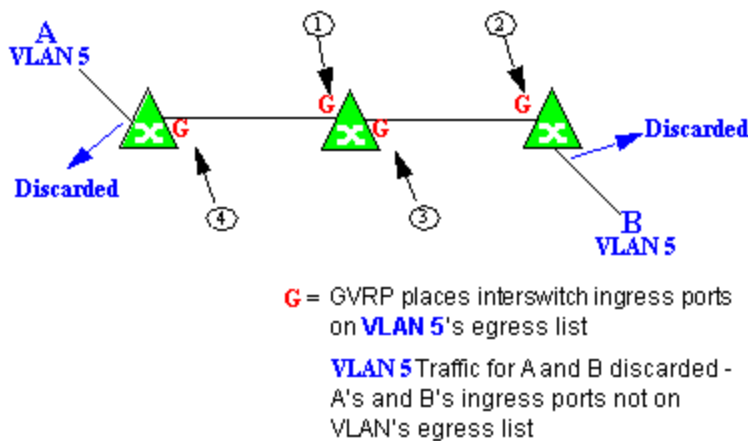 1
2
A
VLAN 5
G
G
G
G
Discarded
Discarded
4
3
B
VLAN 5
G = GVRP places interswitch ingress ports
on VLAN 5's egress list
VLAN 5 Traffic for A and B discarded -
A's and B's ingress ports not on
VLAN's egress list